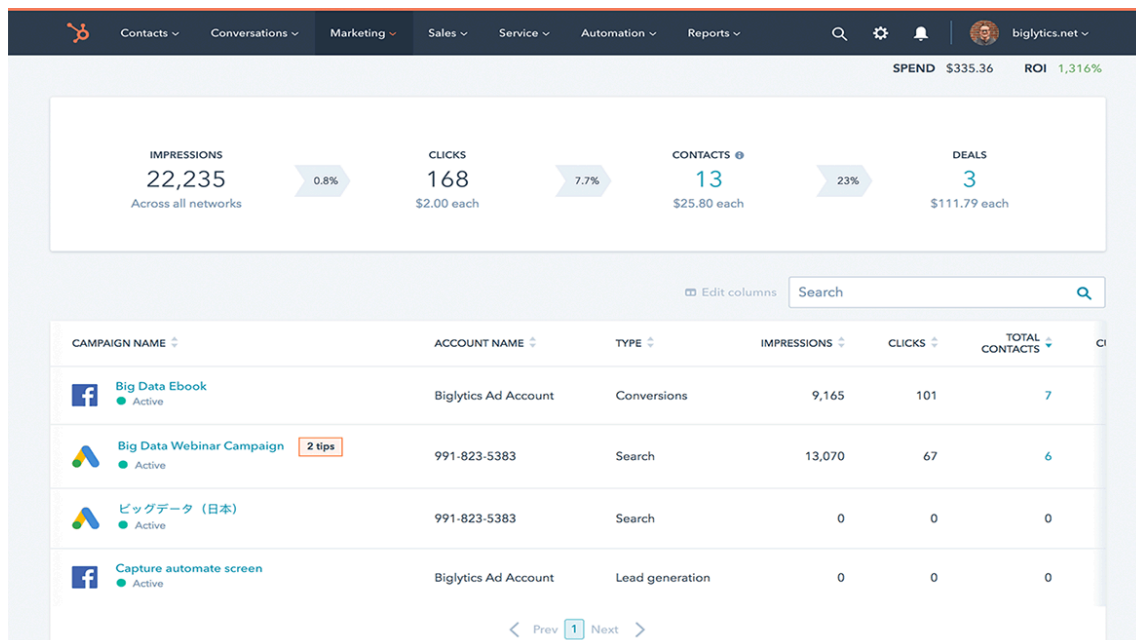 Contacts Conversations Marketing Sales Service Automation Reports biglytics.net
SPEND $335.36 ROI 1,316%
IMPRESSIONS CLICKS CONTACTS DEALS
22,235 0.8% 168 7.7% 13 23% 3
Across all networks $2.00 each $25.80 each $111.79 each
Edit columns Search
CAMPAIGN NAME ACCOUNT NAME TYPE IMPRESSIONS CLICKS TOTAL CONTACTS
Big Data Ebook
Active Biglytics Ad Account Conversions 9,165 101 7
Big Data Webinar Campaign 2 tips
Active 991-823-5383 Search 13,070 67 6
ビッグデータ（日本）
Active 991-823-5383 Search 0 0 0
Capture automate screen
Active Biglytics Ad Account Lead generation 0 0 0
Prev 1 Next